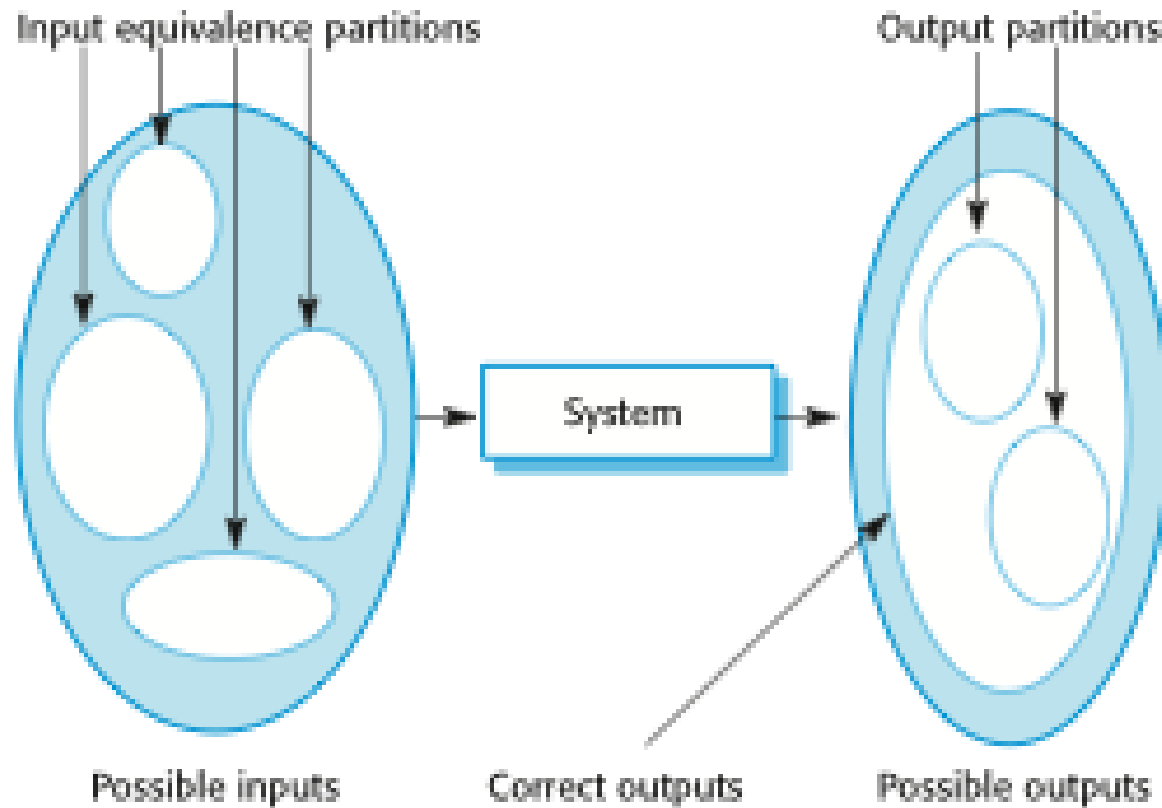 Input equivalence partitions
Output partitions
System
Possible inputs
Correct outputs
Possible outputs